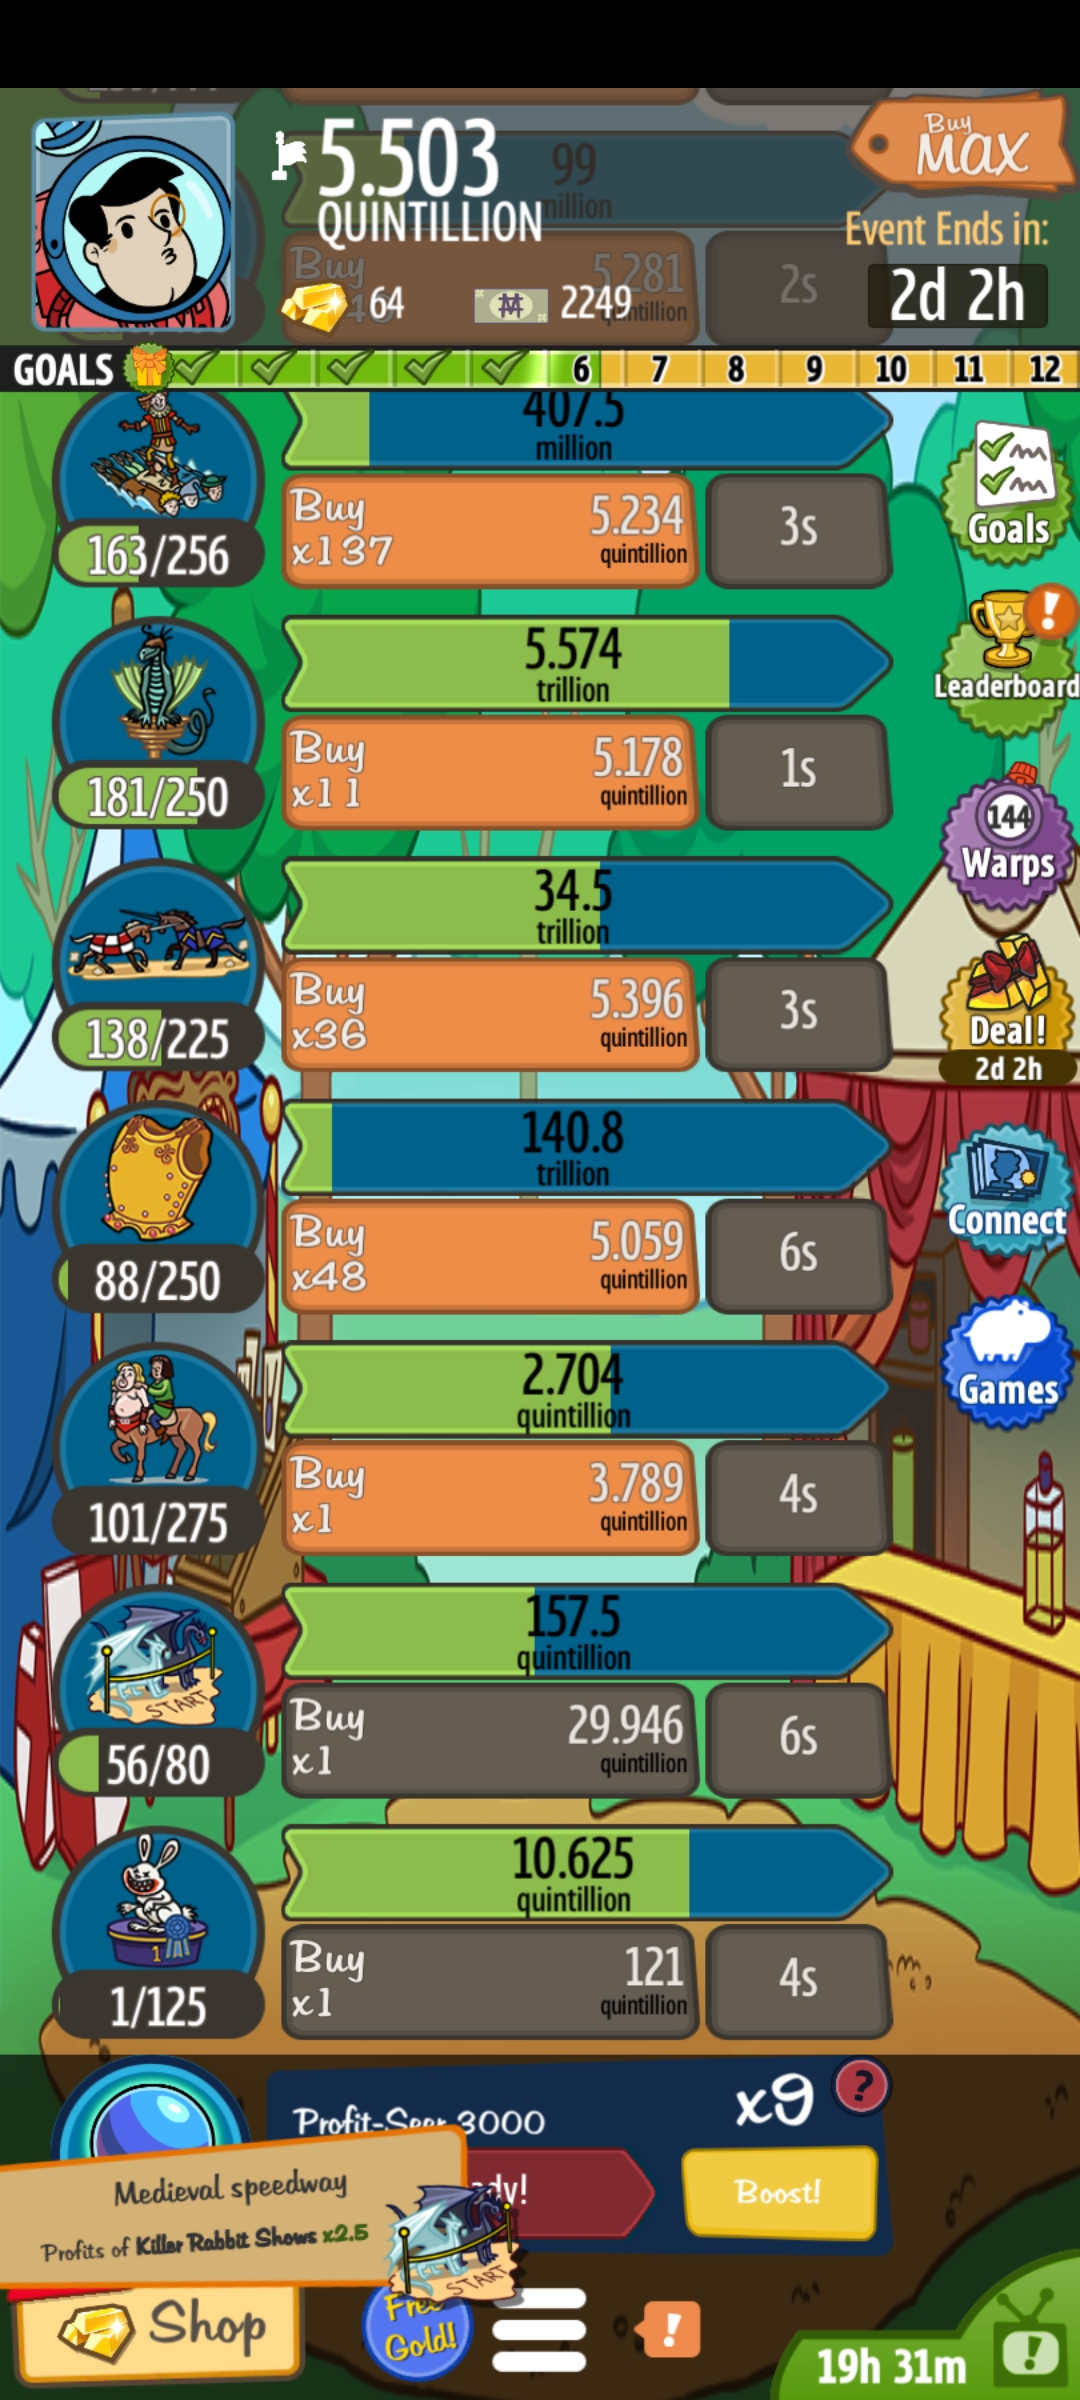 5.503
QUINTILLION
Buy
MAX
99
million
Event Ends in:
2d 2h
Buy
5.281
quintillion
2s
64
2249
GOALS 6 7 8 9 10 11 12
407.5
million
163/256
Buy
x137
5.234
quintillion
3s
Goals
5.574
trillion
181/250
Buy
x11
5.178
quintillion
1s
!
Leaderboard
34.5
trillion
138/225
Buy
x36
5.396
quintillion
3s
144
Warps
Deal!
2d 2h
140.8
trillion
88/250
Buy
x48
5.059
quintillion
6s
Connect
2.704
quintillion
101/275
Buy
x1
3.789
quintillion
4s
Games
157.5
quintillion
START
56/80
Buy
x1
29.946
quintillion
6s
10.625
quintillion
1
1/125
Buy
x1
121
quintillion
4s
Profit-Seer 3000
x9
?
Boost!
Medieval speedway
Profits of Killer Rabbit Shows x2.5
START
Shop
Free
Gold!
!
19h 31m
!